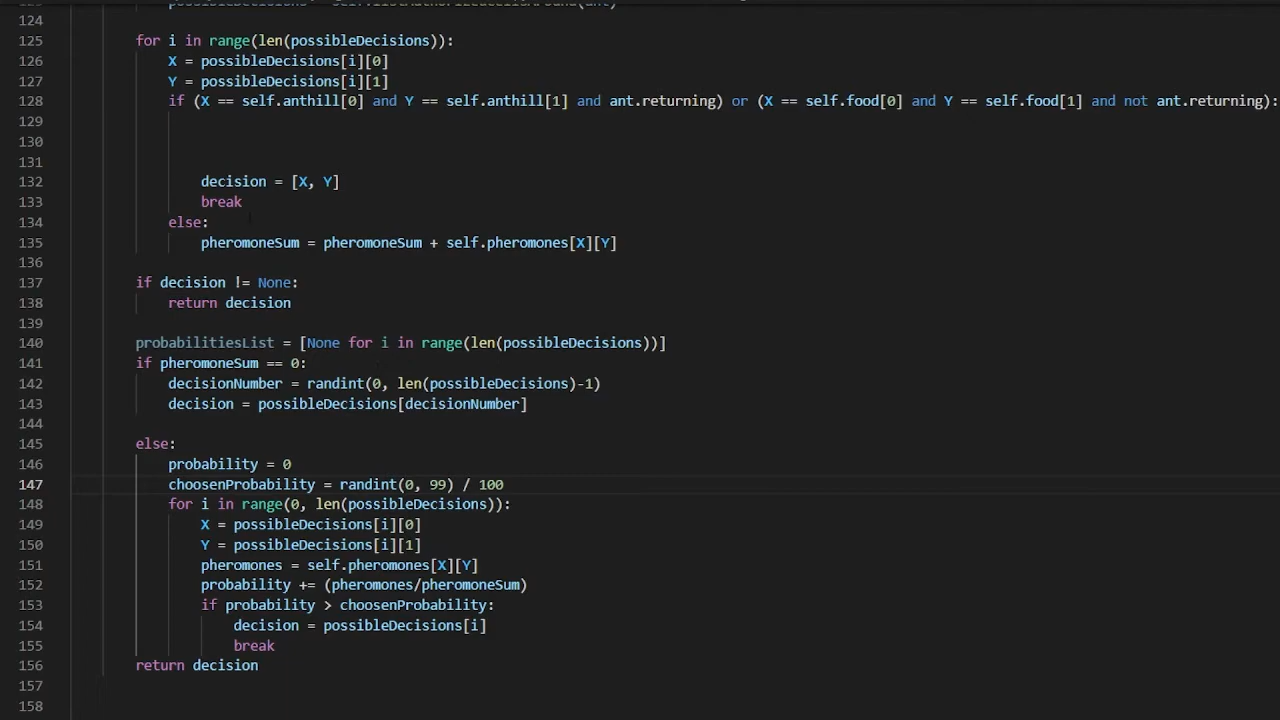 124
125 for i in range(len(possibleDecisions)):
126 X = possibleDecisions[i][0]
127 Y = possibleDecisions[i][1]
128 if (X == self.anthill[0] and Y == self.anthill[1] and ant.returning) or (X == self.food[0] and Y == self.food[1] and not ant.returning):
129
130
131
132 decision = [X, Y]
133 break
134 else:
135 pheromoneSum = pheromoneSum + self.pheromones[X][Y]
136
137 if decision != None:
138 return decision
139
140 probabilitiesList = [None for i in range(len(possibleDecisions))]
141 if pheromoneSum == 0:
142 decisionNumber = randint(0, len(possibleDecisions)-1)
143 decision = possibleDecisions[decisionNumber]
144
145 else:
146 probability = 0
147 choosenProbability = randint(0, 99) / 100
148 for i in range(0, len(possibleDecisions)):
149 X = possibleDecisions[i][0]
150 Y = possibleDecisions[i][1]
151 pheromones = self.pheromones[X][Y]
152 probability += (pheromones/pheromoneSum)
153 if probability > choosenProbability:
154 decision = possibleDecisions[i]
155 break
156 return decision
157
158